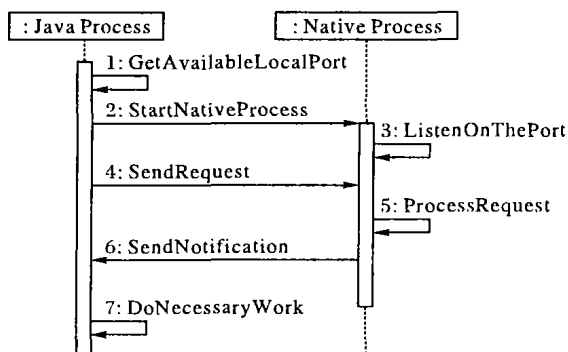 : Java Process
: Native Process
1: GetAvailableLocalPort
2: StartNativeProcess
3: ListenOnThePort
4: SendRequest
5: ProcessRequest
6: SendNotification
7: DoNecessaryWork